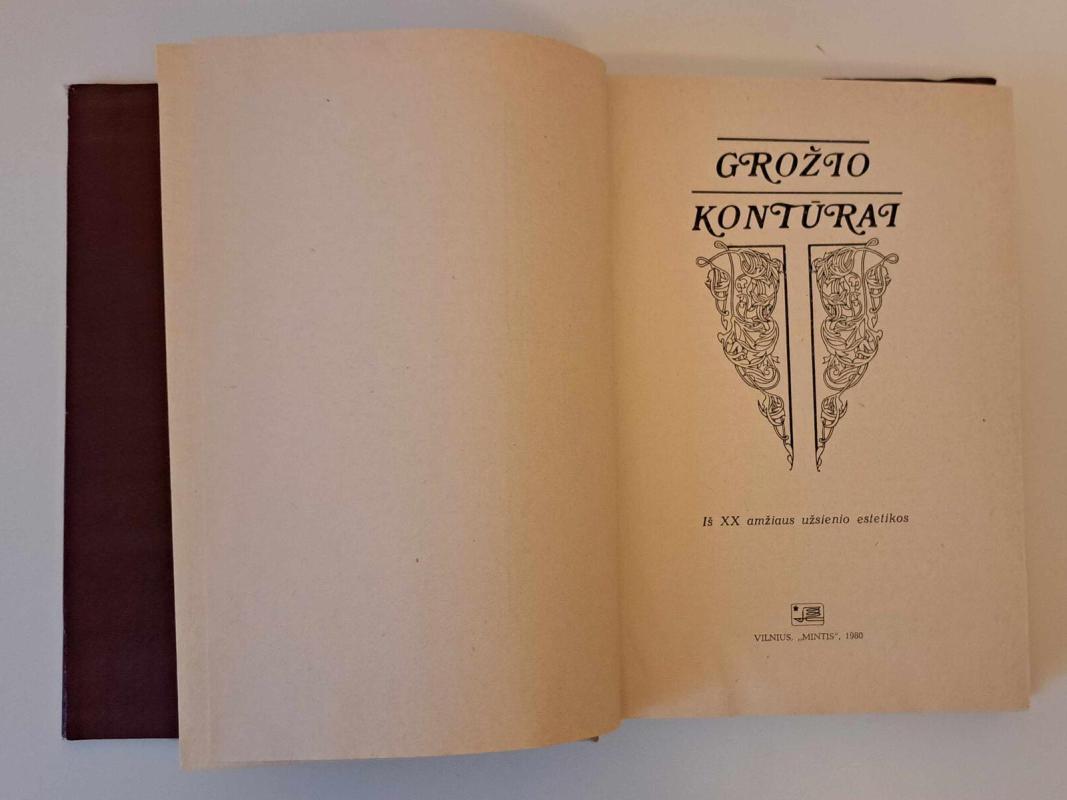 GROŽIO
KONTŪRAI
Iš XX amžiaus užsienio estetikos
VILNIUS, „MINTIS“, 1980